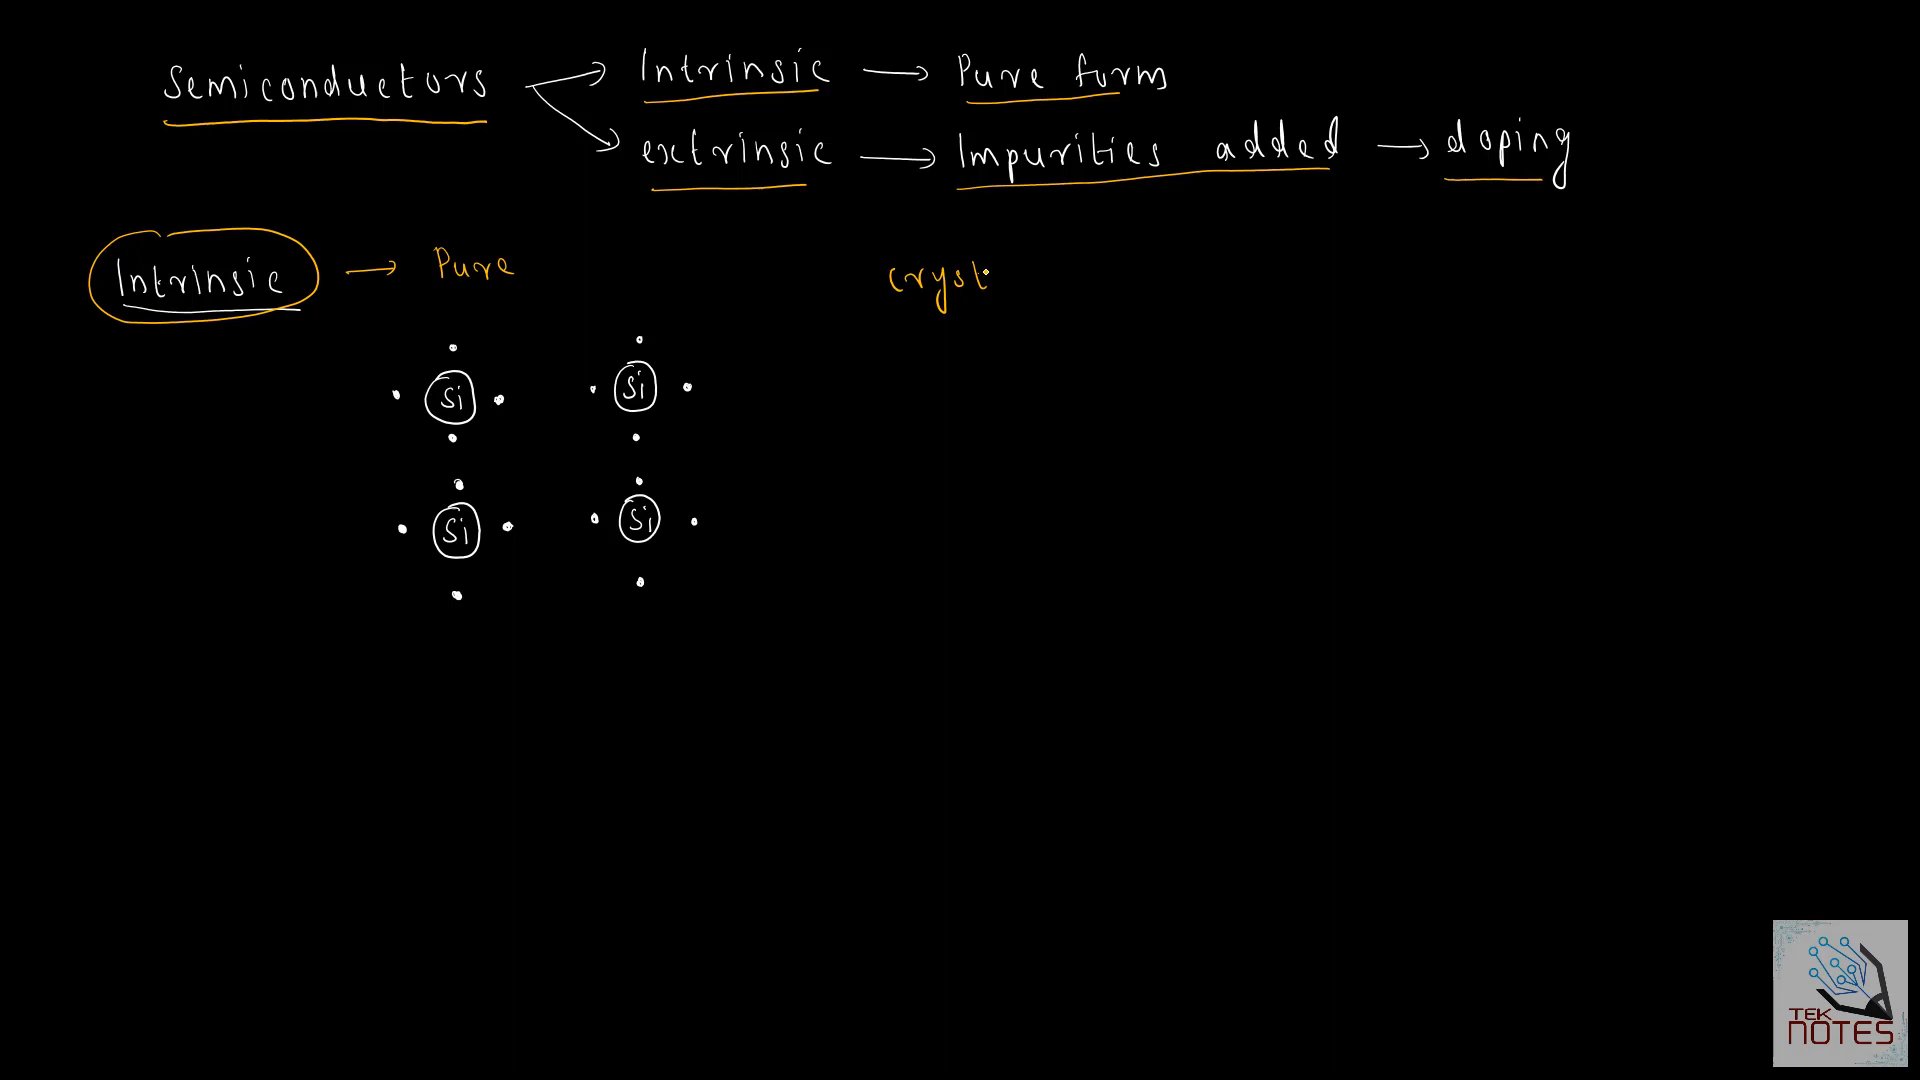 Semiconductors → Intrinsic → Pure form
extrinsic → Impurities added → doping
Intrinsic → Pure
cryst
Si Si
Si Si
TEK
NOTES